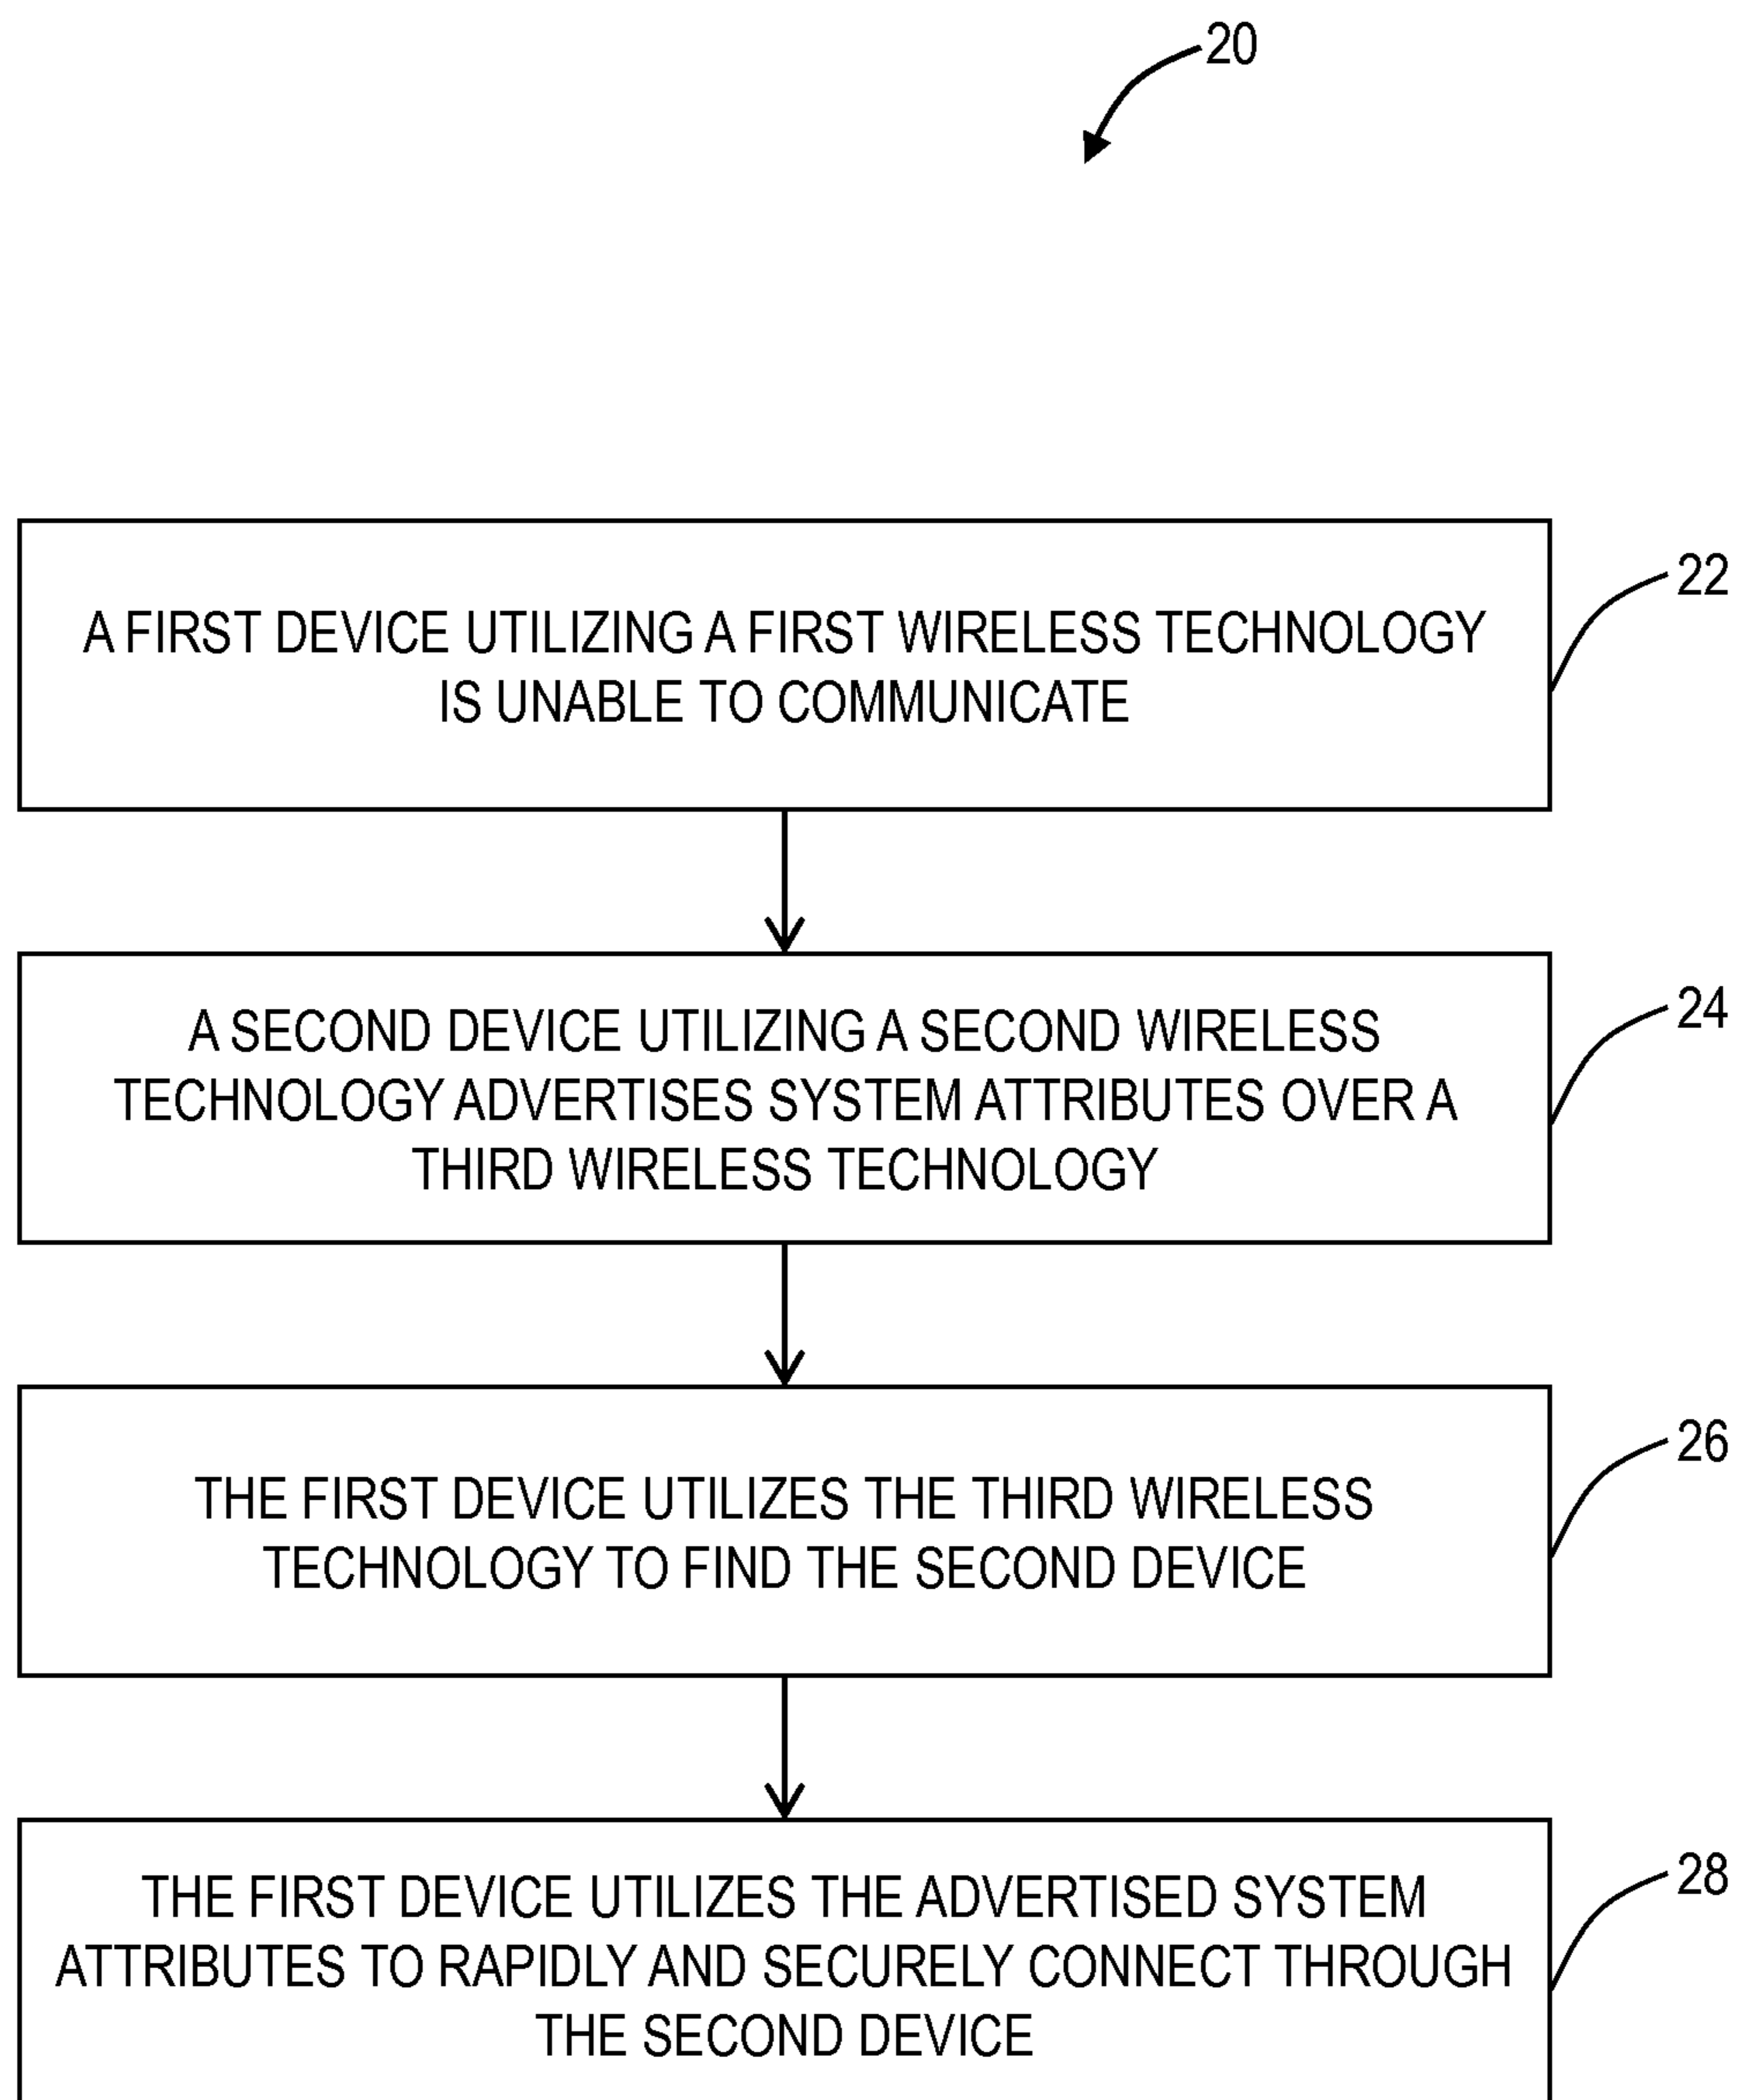 20
A FIRST DEVICE UTILIZING A FIRST WIRELESS TECHNOLOGY
IS UNABLE TO COMMUNICATE
22
A SECOND DEVICE UTILIZING A SECOND WIRELESS
TECHNOLOGY ADVERTISES SYSTEM ATTRIBUTES OVER A
THIRD WIRELESS TECHNOLOGY
24
THE FIRST DEVICE UTILIZES THE THIRD WIRELESS
TECHNOLOGY TO FIND THE SECOND DEVICE
26
THE FIRST DEVICE UTILIZES THE ADVERTISED SYSTEM
ATTRIBUTES TO RAPIDLY AND SECURELY CONNECT THROUGH
THE SECOND DEVICE
28